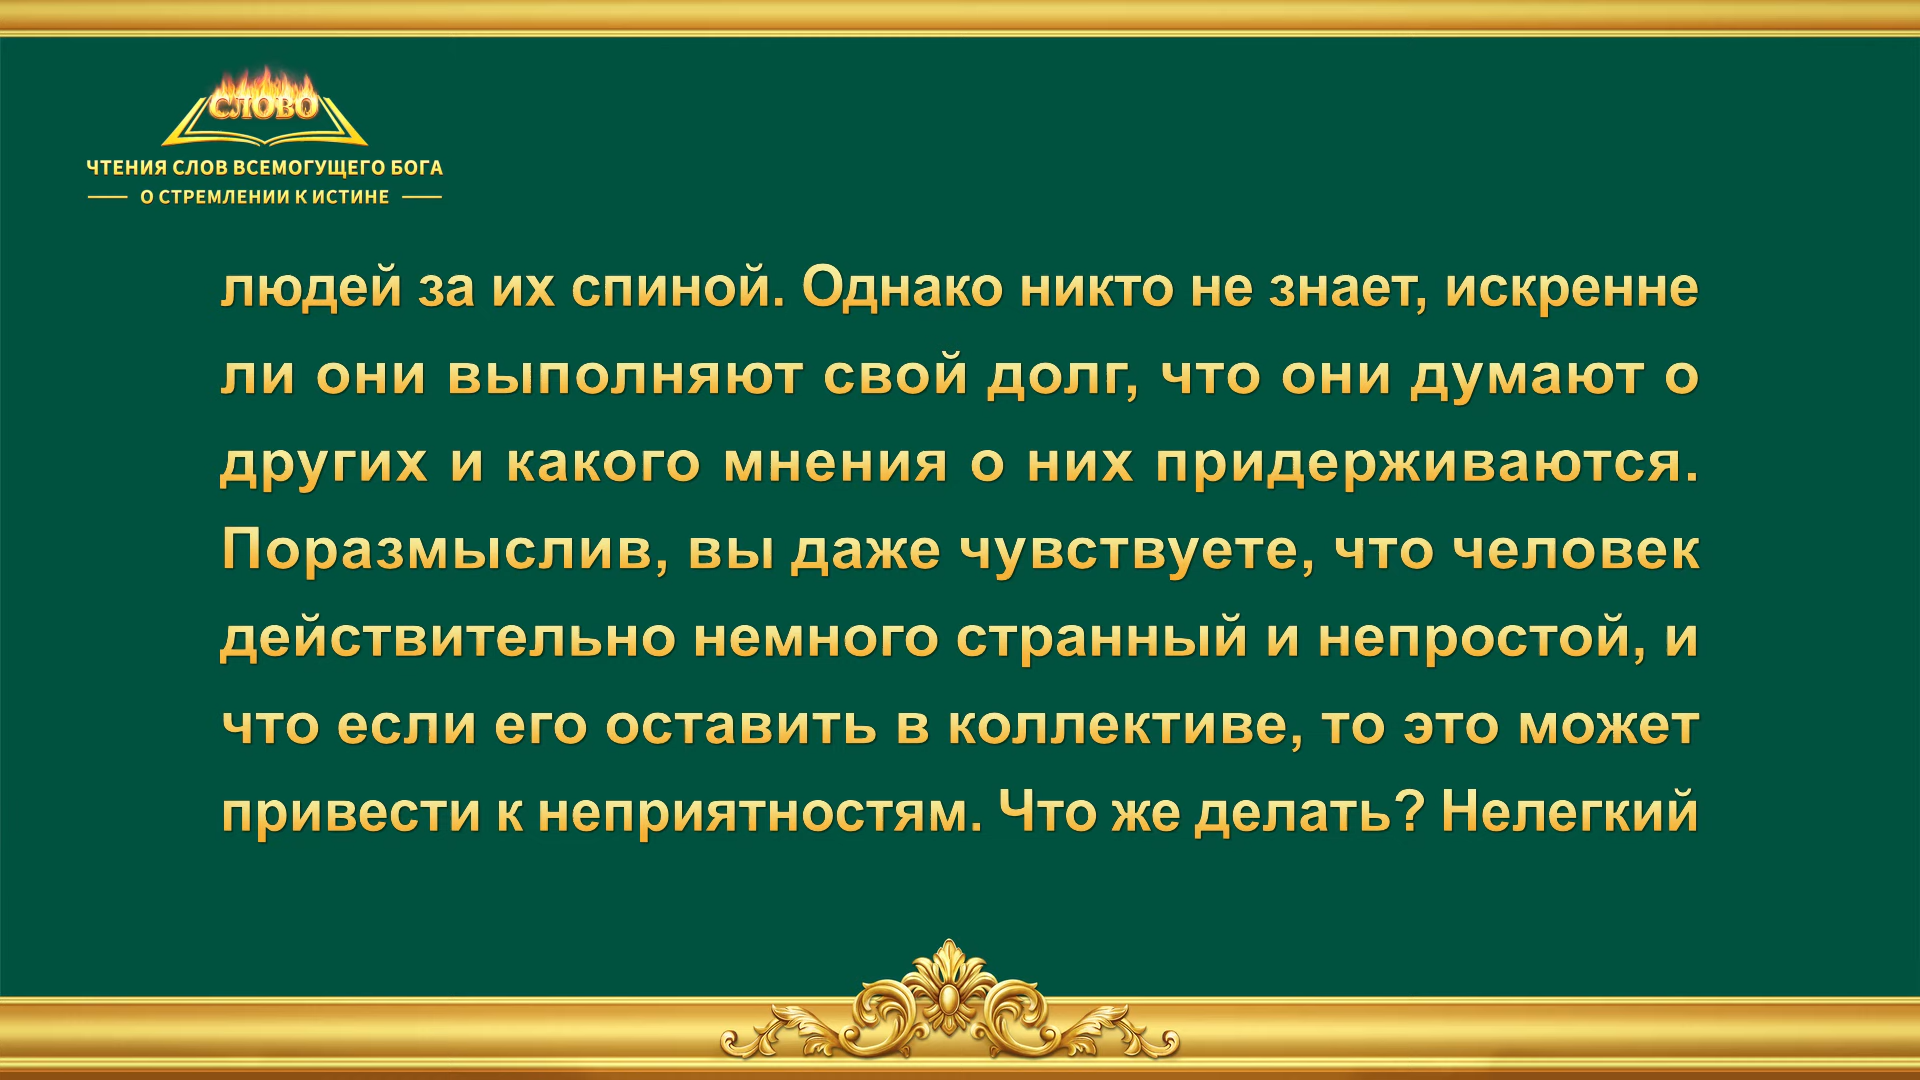 СЛОВО
ЧТЕНИЯ СЛОВ ВСЕМОГУЩЕГО БОГА
О СТРЕМЛЕНИИ К ИСТИНЕ
людей за их спиной. Однако никто не знает, искренне
ли они выполняют свой долг, что они думают о
других и какого мнения о них придерживаются.
Поразмыслив, вы даже чувствуете, что человек
действительно немного странный и непростой, и
что если его оставить в коллективе, то это может
привести к неприятностям. Что же делать? Нелегкий